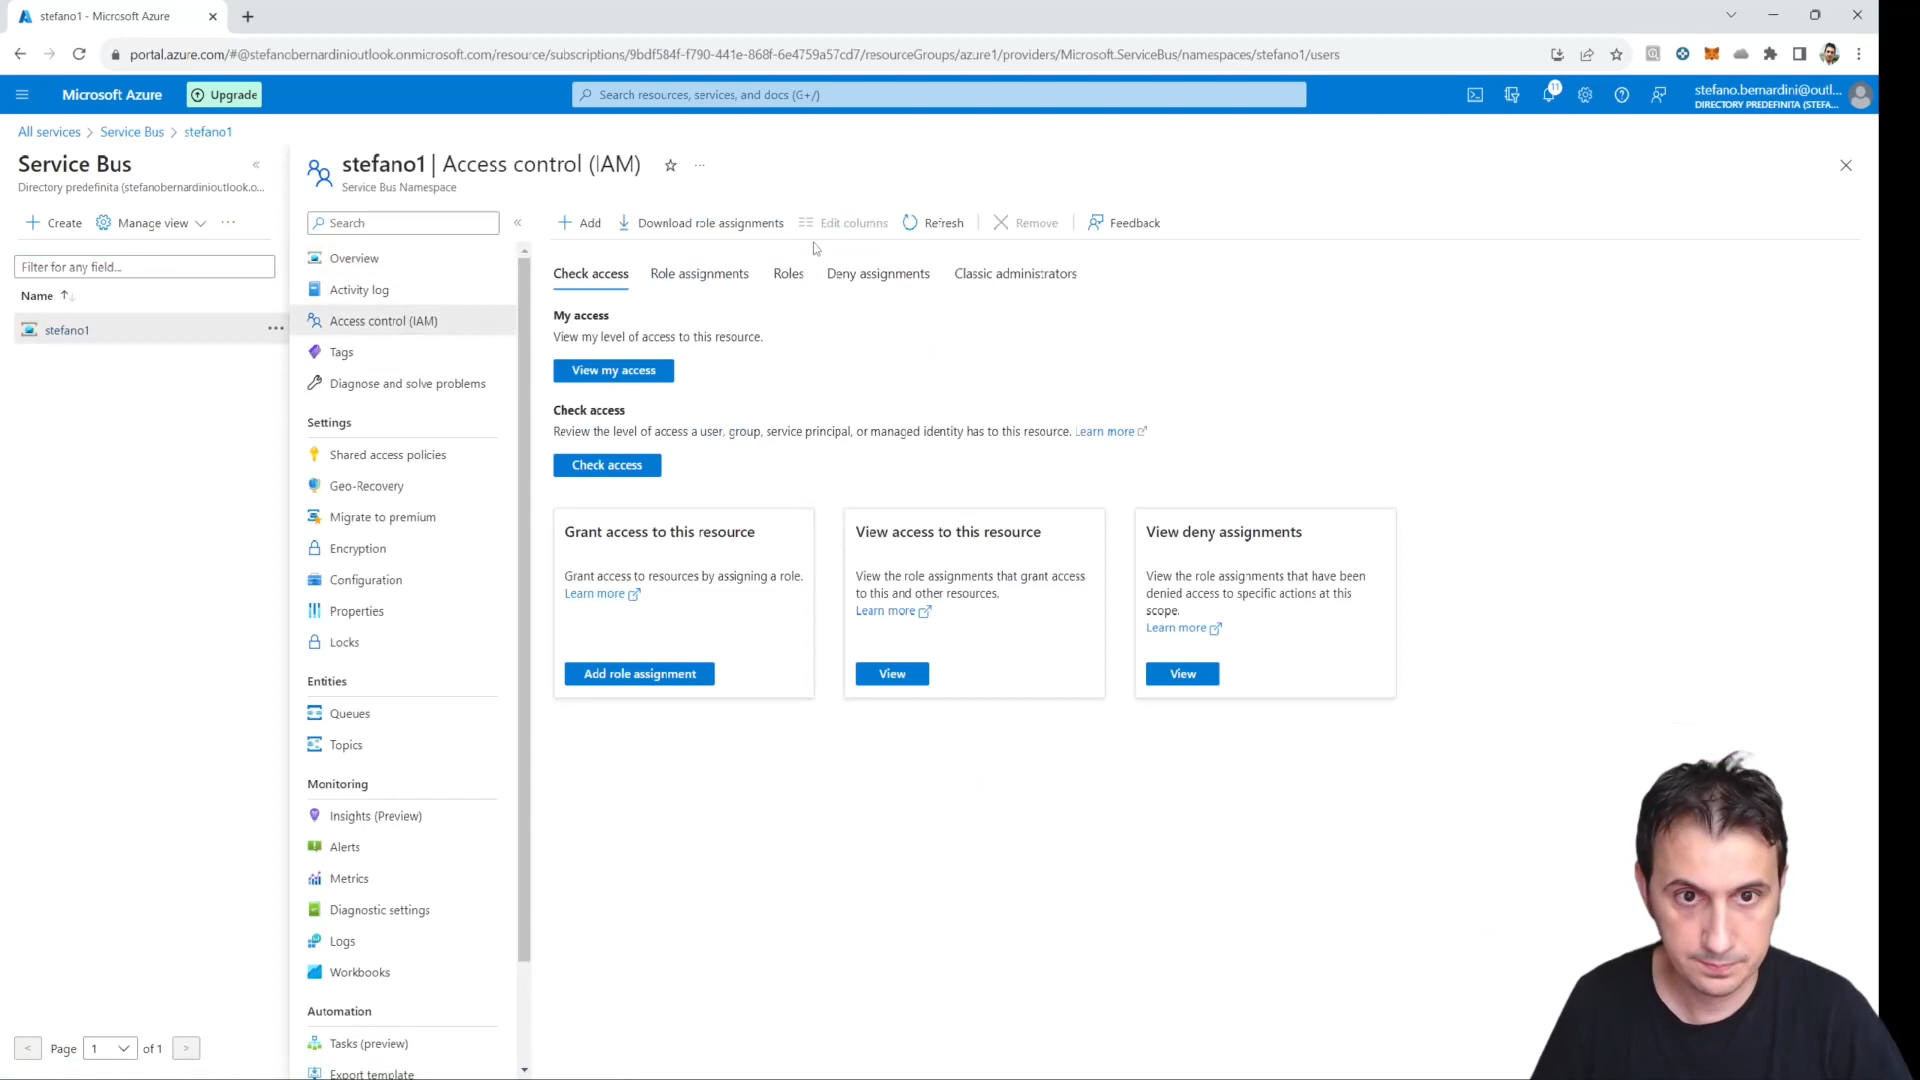 stefano1 - Microsoft Azure
portal.azure.com/#@stefanobernardinioutlook.onmicrosoft.com/resource/subscriptions/9bdf584f-f790-441e-868f-6e4759a57cd7/resourceGroups/azure1/providers/Microsoft.ServiceBus/namespaces/stefano1/users
Microsoft Azure
Upgrade
Search resources, services, and docs (G+/)
11
stefano.bernardini@outl...
DIRECTORY PREDEFINITA (STEFA...
All services > Service Bus > stefano1
Service Bus
Directory predefinita (stefanobernardinioutlook.o...
Create
Manage view
Filter for any field...
Name
stefano1
Page 1 of 1
stefano1 | Access control (IAM)
Service Bus Namespace
Search
Overview
Activity log
Access control (IAM)
Tags
Diagnose and solve problems
Settings
Shared access policies
Geo-Recovery
Migrate to premium
Encryption
Configuration
Properties
Locks
Entities
Queues
Topics
Monitoring
Insights (Preview)
Alerts
Metrics
Diagnostic settings
Logs
Workbooks
Automation
Tasks (preview)
Export template
Add
Download role assignments
Edit columns
Refresh
Remove
Feedback
Check access
Role assignments
Roles
Deny assignments
Classic administrators
My access
View my level of access to this resource.
View my access
Check access
Review the level of access a user, group, service principal, or managed identity has to this resource. Learn more
Check access
Grant access to this resource
Grant access to resources by assigning a role.
Learn more
Add role assignment
View access to this resource
View the role assignments that grant access
to this and other resources.
Learn more
View
View deny assignments
View the role assignments that have been
denied access to specific actions at this
scope.
Learn more
View